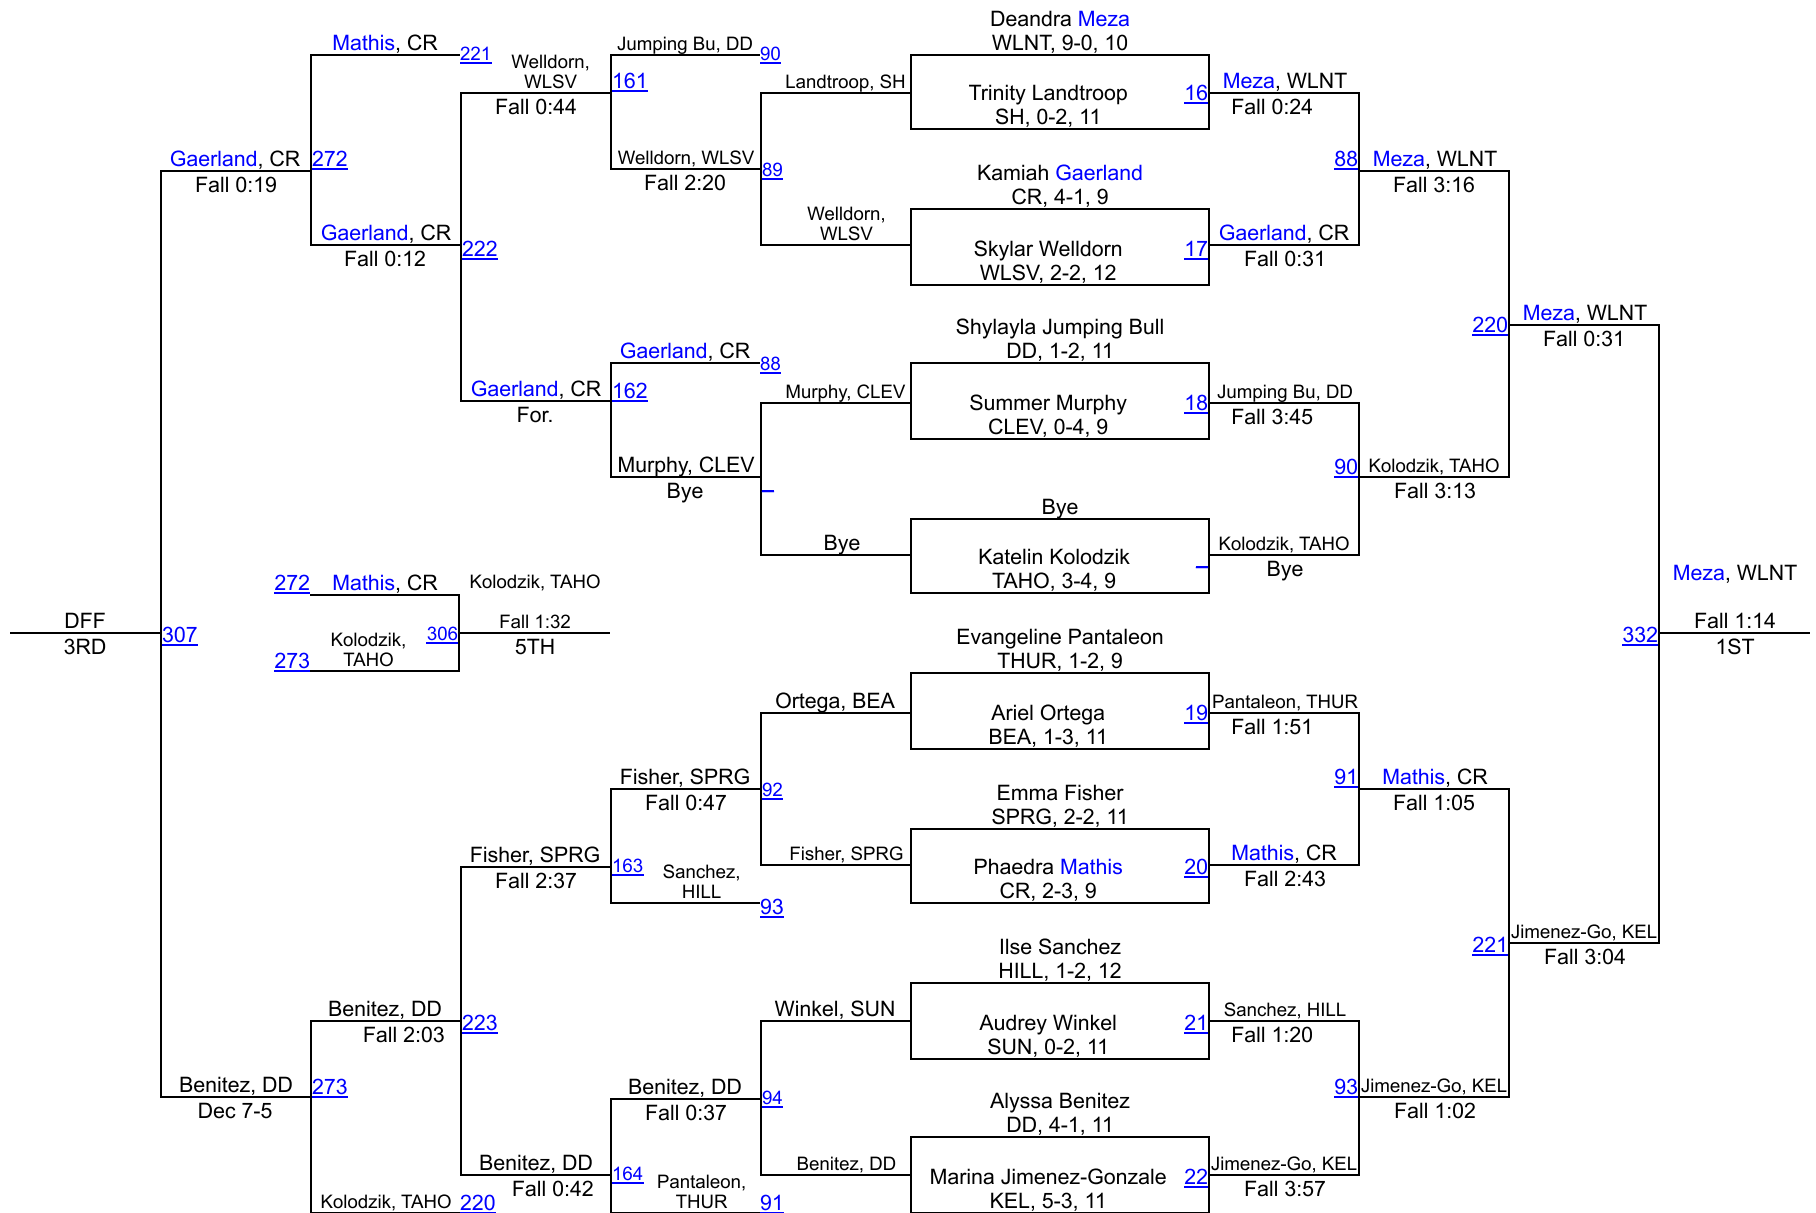 Mathis, CR
221
Gaerland, CR
272
Fall 0:19
Gaerland, CR
Fall 0:12
222
Welldorn,
WLSV
Fall 0:44
Jumping Bu, DD
90
161
Welldorn, WLSV
Fall 2:20
89
Landtroop, SH
Welldorn,
WLSV
Gaerland, CR
For.
Gaerland, CR
88
162
Murphy, CLEV
Bye
Murphy, CLEV
Bye
Deandra Meza
WLNT, 9-0, 10
Trinity Landtroop
SH, 0-2, 11
16
Meza, WLNT
Fall 0:24
Kamiah Gaerland
CR, 4-1, 9
Skylar Welldorn
WLSV, 2-2, 12
17
Gaerland, CR
Fall 0:31
88
Meza, WLNT
Fall 3:16
Shylayla Jumping Bull
DD, 1-2, 11
Summer Murphy
CLEV, 0-4, 9
18
Jumping Bu, DD
Fall 3:45
Bye
Katelin Kolodzik
TAHO, 3-4, 9
Kolodzik, TAHO
Bye
90
Kolodzik, TAHO
Fall 3:13
220
Meza, WLNT
Fall 0:31
DFF
3RD
307
272
Mathis, CR
273
Kolodzik,
TAHO
306
Kolodzik, TAHO
Fall 1:32
5TH
332
Meza, WLNT
Fall 1:14
1ST
Ortega, BEA
Fisher, SPRG
Fall 0:47
92
Fisher, SPRG
Fisher, SPRG
Fall 2:37
163
Sanchez,
HILL
93
Benitez, DD
Fall 2:03
223
Benitez, DD
Dec 7-5
273
Winkel, SUN
Benitez, DD
Fall 0:37
94
Benitez, DD
Benitez, DD
Fall 0:42
164
Pantaleon,
THUR
91
Kolodzik, TAHO
220
Evangeline Pantaleon
THUR, 1-2, 9
Ariel Ortega
BEA, 1-3, 11
19
Pantaleon, THUR
Fall 1:51
Emma Fisher
SPRG, 2-2, 11
Phaedra Mathis
CR, 2-3, 9
20
Mathis, CR
Fall 2:43
91
Mathis, CR
Fall 1:05
Ilse Sanchez
HILL, 1-2, 12
Audrey Winkel
SUN, 0-2, 11
21
Sanchez, HILL
Fall 1:20
Alyssa Benitez
DD, 4-1, 11
Marina Jimenez-Gonzale
KEL, 5-3, 11
22
Jimenez-Go, KEL
Fall 3:57
93
Jimenez-Go, KEL
Fall 1:02
221
Jimenez-Go, KEL
Fall 3:04